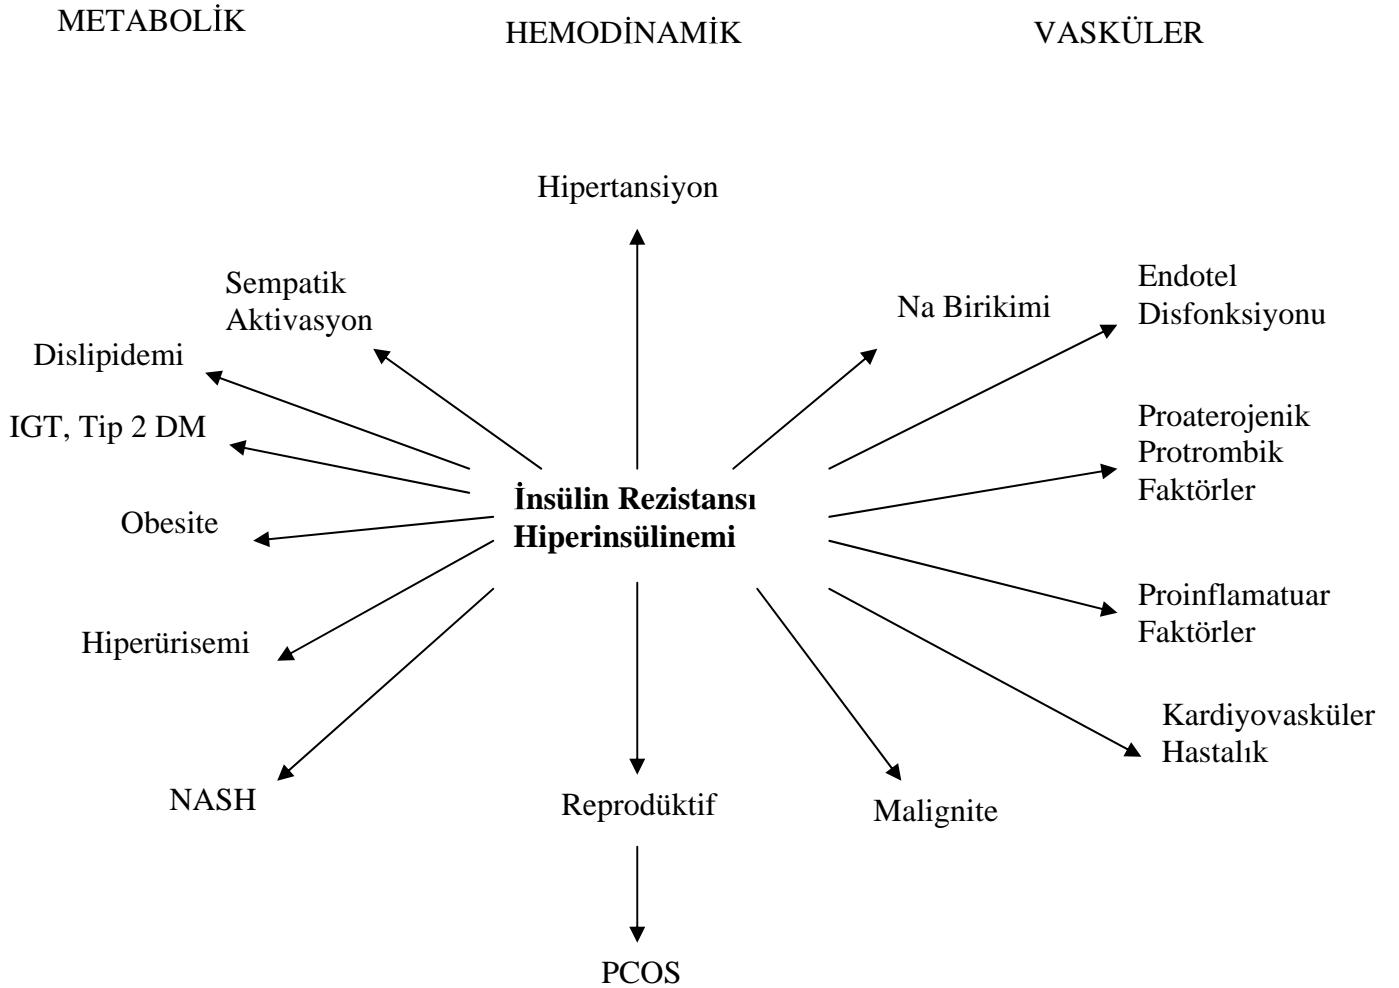 METABOLİK
HEMODİNAMİK
VASKÜLER
Hipertansiyon
Sempatik
Aktivasyon
Na Birikimi
Endotel
Disfonksiyonu
Dislipidemi
IGT, Tip 2 DM
Proaterojenik
Protrombik
Faktörler
İnsülin Rezistansı
Hiperinsülinemi
Obesite
Proinflamatuar
Faktörler
Hiperürisemi
Kardiyovasküler
Hastalık
NASH
Reprodüktif
Malignite
PCOS